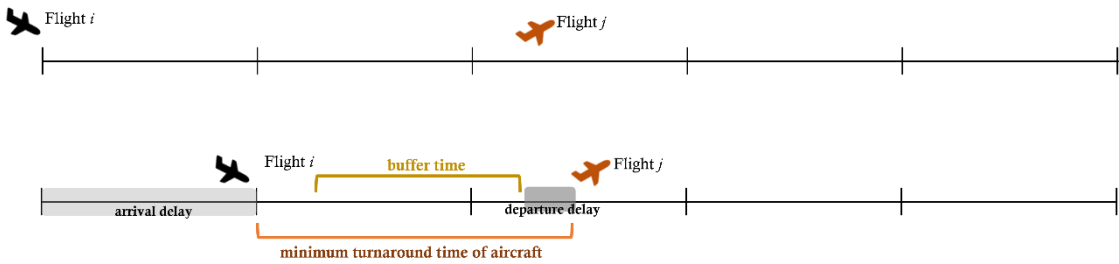 Flight i
Flight j
Flight i
buffer time
Flight j
arrival delay
departure delay
minimum turnaround time of aircraft